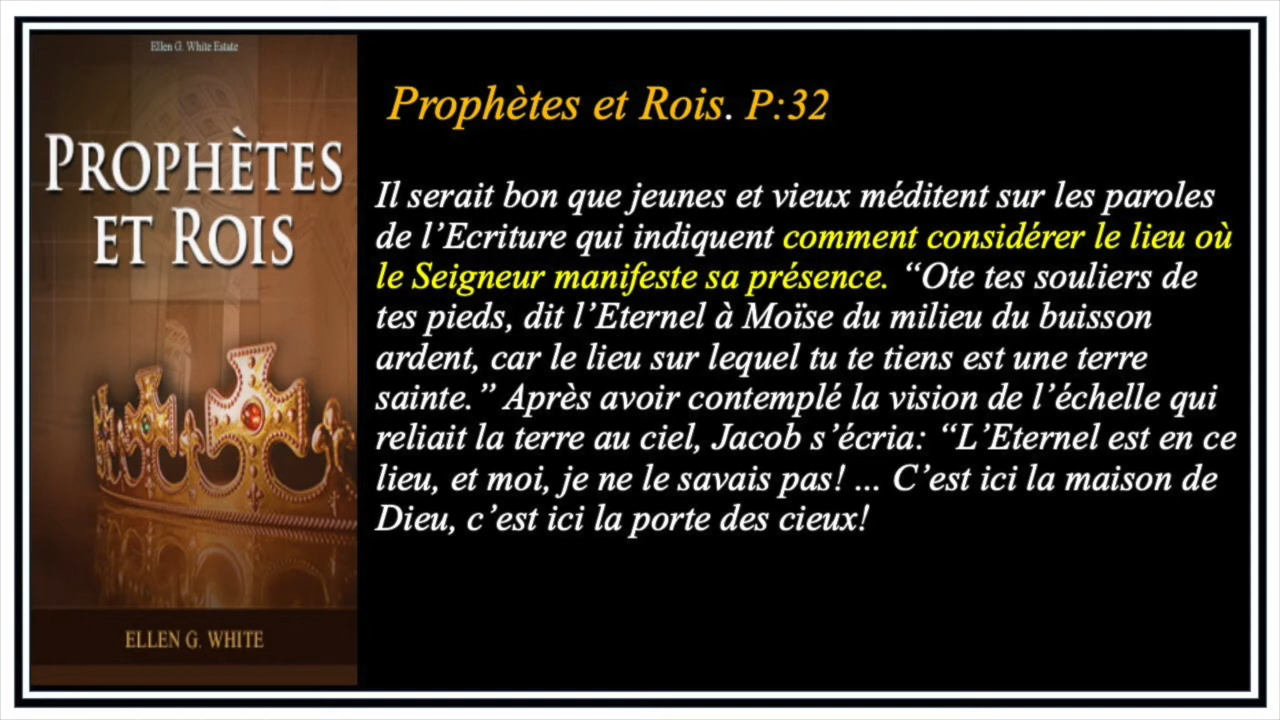 Ellen G. White Estate
PROPHÈTES
ET ROIS
ELLEN G. WHITE
Prophètes et Rois. P:32
Il serait bon que jeunes et vieux méditent sur les paroles
de l’Ecriture qui indiquent comment considérer le lieu où
le Seigneur manifeste sa présence. “Ote tes souliers de
tes pieds, dit l’Eternel à Moïse du milieu du buisson
ardent, car le lieu sur lequel tu te tiens est une terre
sainte.” Après avoir contemplé la vision de l’échelle qui
reliait la terre au ciel, Jacob s’écria: “L’Eternel est en ce
lieu, et moi, je ne le savais pas! ... C’est ici la maison de
Dieu, c’est ici la porte des cieux!